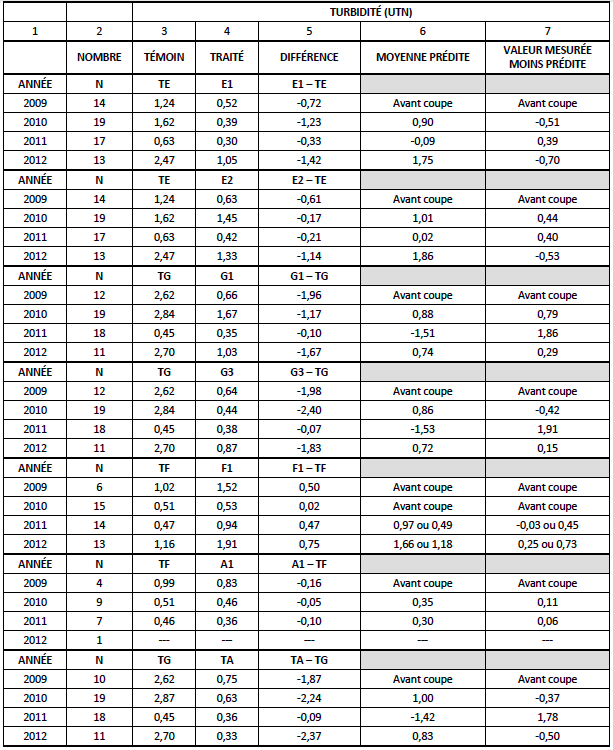 TURBIDITÉ (UTN)
1 2 3 4 5 6 7
NOMBRE TÉMOIN TRAITÉ DIFFÉRENCE MOYENNE PRÉDITE VALEUR MESURÉE MOINS PRÉDITE
ANNÉE N TE E1 E1 – TE
2009 14 1,24 0,52 -0,72 Avant coupe Avant coupe
2010 19 1,62 0,39 -1,23 0,90 -0,51
2011 17 0,63 0,30 -0,33 -0,09 0,39
2012 13 2,47 1,05 -1,42 1,75 -0,70
ANNÉE N TE E2 E2 – TE
2009 14 1,24 0,63 -0,61 Avant coupe Avant coupe
2010 19 1,62 1,45 -0,17 1,01 0,44
2011 17 0,63 0,42 -0,21 0,02 0,40
2012 13 2,47 1,33 -1,14 1,86 -0,53
ANNÉE N TG G1 G1 – TG
2009 12 2,62 0,66 -1,96 Avant coupe Avant coupe
2010 19 2,84 1,67 -1,17 0,88 0,79
2011 18 0,45 0,35 -0,10 -1,51 1,86
2012 11 2,70 1,03 -1,67 0,74 0,29
ANNÉE N TG G3 G3 – TG
2009 12 2,62 0,64 -1,98 Avant coupe Avant coupe
2010 19 2,84 0,44 -2,40 0,86 -0,42
2011 18 0,45 0,38 -0,07 -1,53 1,91
2012 11 2,70 0,87 -1,83 0,72 0,15
ANNÉE N TF F1 F1 – TF
2009 6 1,02 1,52 0,50 Avant coupe Avant coupe
2010 15 0,51 0,53 0,02 Avant coupe Avant coupe
2011 14 0,47 0,94 0,47 0,97 ou 0,49 -0,03 ou 0,45
2012 13 1,16 1,91 0,75 1,66 ou 1,18 0,25 ou 0,73
ANNÉE N TF A1 A1 – TF
2009 4 0,99 0,83 -0,16 Avant coupe Avant coupe
2010 9 0,51 0,46 -0,05 0,35 0,11
2011 7 0,46 0,36 -0,10 0,30 0,06
2012 1 --- --- --- --- ---
ANNÉE N TG TA TA – TG
2009 10 2,62 0,75 -1,87 Avant coupe Avant coupe
2010 19 2,87 0,63 -2,24 1,00 -0,37
2011 18 0,45 0,36 -0,09 -1,42 1,78
2012 11 2,70 0,33 -2,37 0,83 -0,50